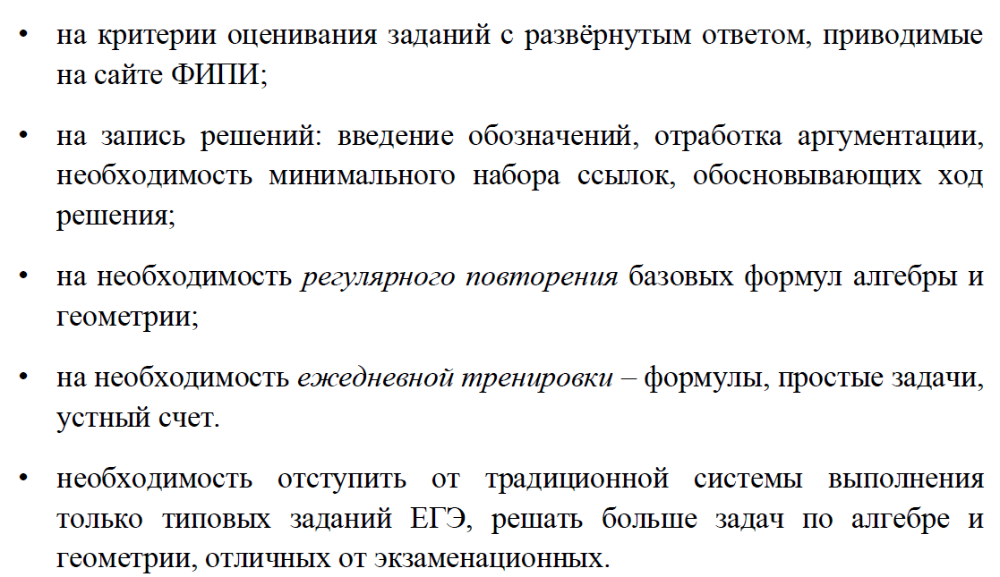 • на критерии оценивания заданий с развёрнутым ответом, приводимые
на сайте ФИПИ;
• на запись решений: введение обозначений, отработка аргументации,
необходимость минимального набора ссылок, обосновывающих ход
решения;
• на необходимость регулярного повторения базовых формул алгебры и
геометрии;
• на необходимость ежедневной тренировки – формулы, простые задачи,
устный счет.
• необходимость отступить от традиционной системы выполнения
только типовых заданий ЕГЭ, решать больше задач по алгебре и
геометрии, отличных от экзаменационных.